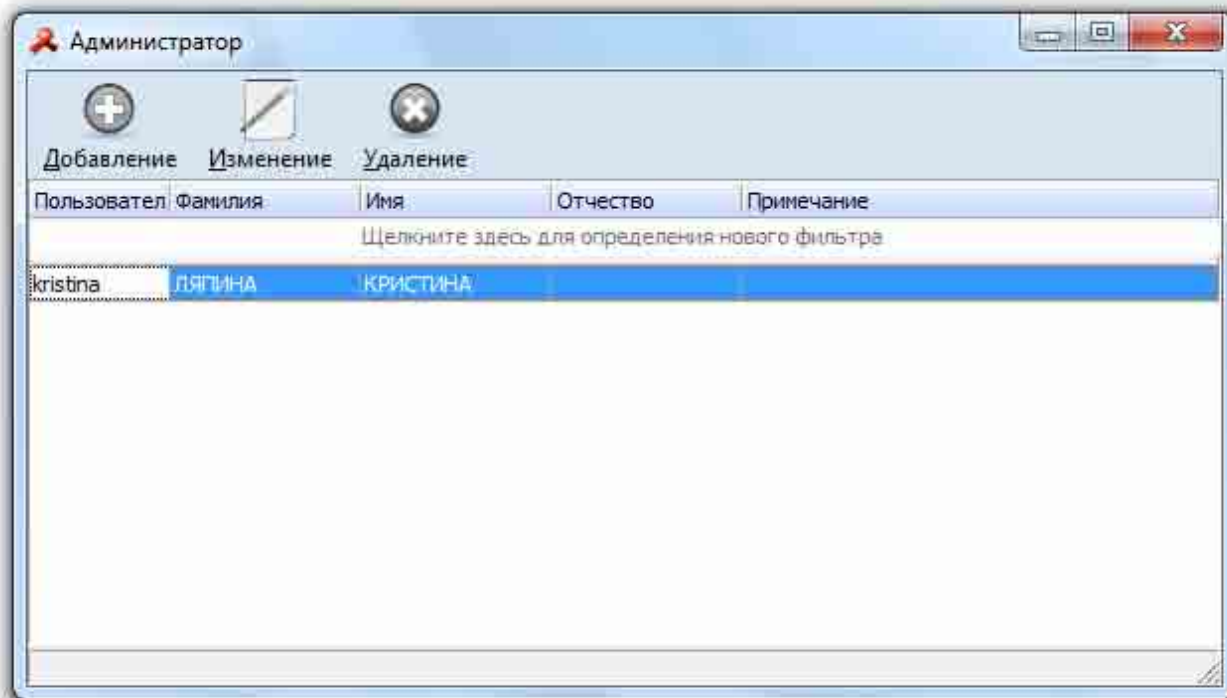 Администратор
Добавление Изменение Удаление
Пользовател Фамилия Имя Отчество Примечание
Щелкните здесь для определения нового фильтра
kristina ЛЯПИНА КРИСТИНА